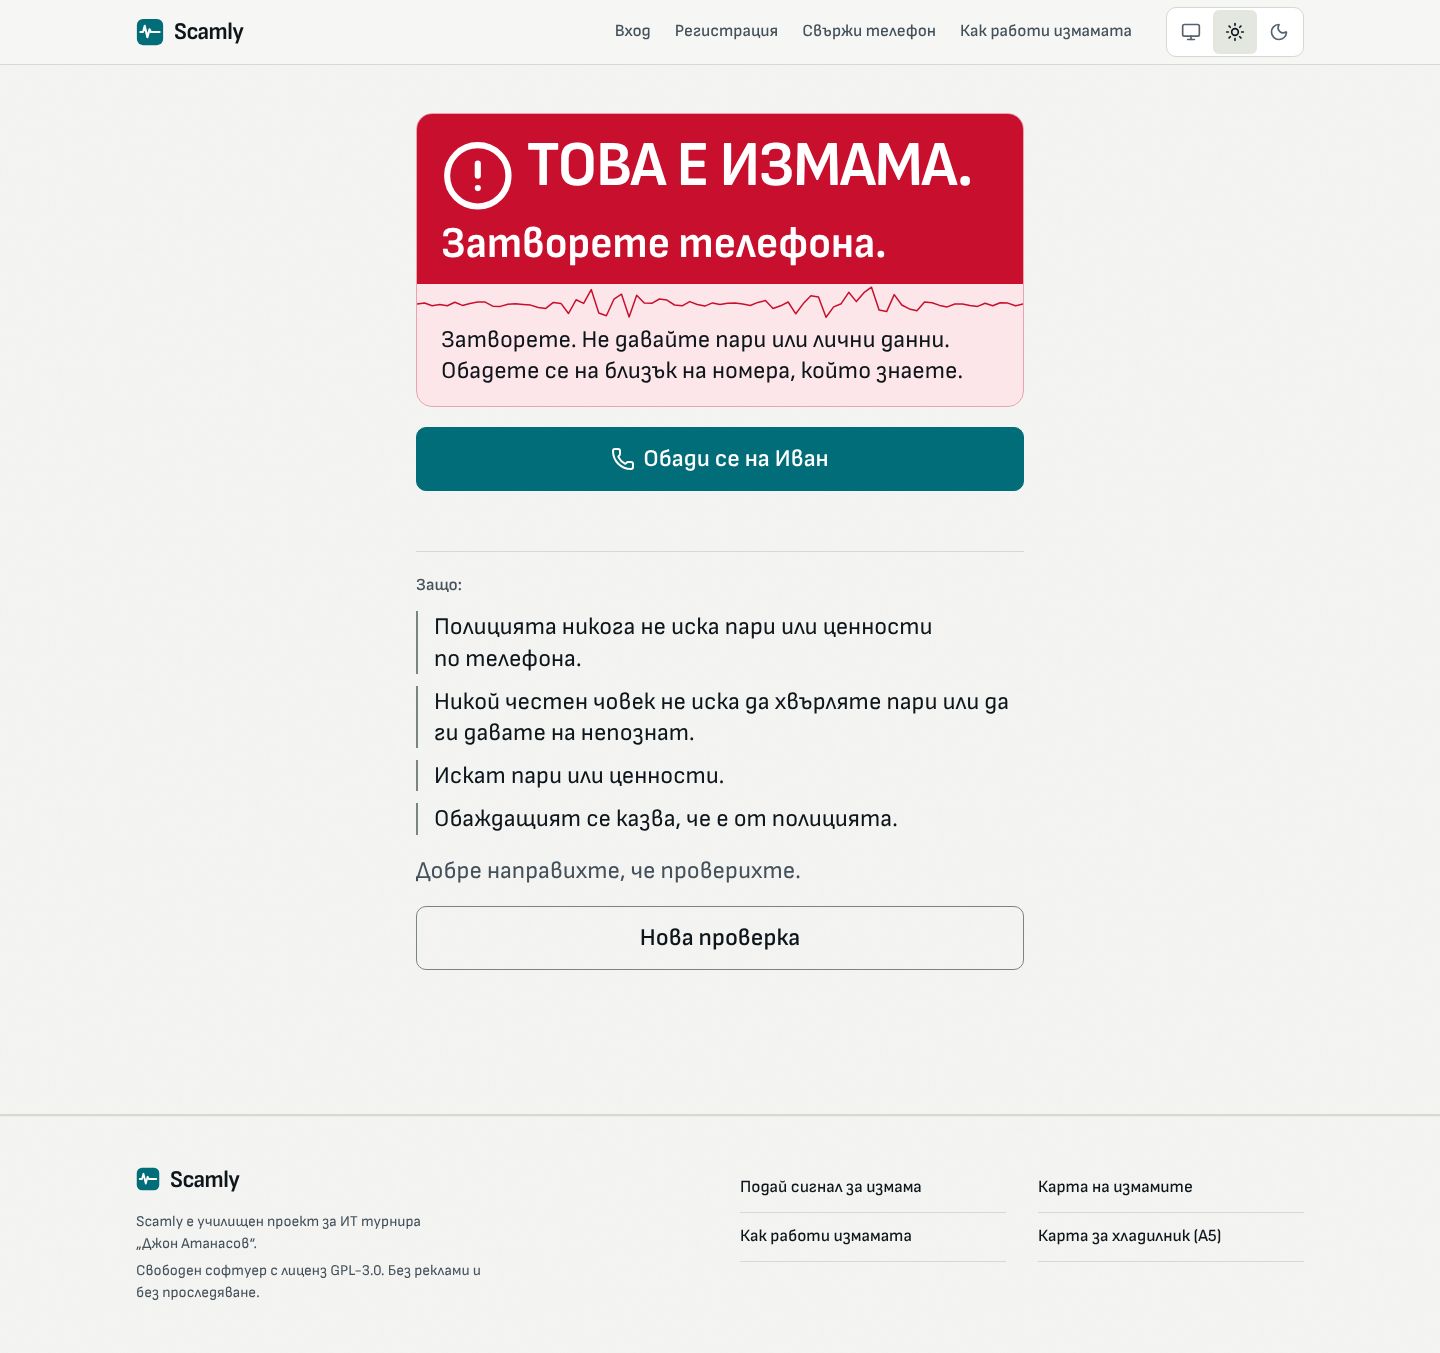 Scamly
Вход
Регистрация
Свържи телефон
Как работи измамата
ТОВА Е ИЗМАМА.
Затворете телефона.
Затворете. Не давайте пари или лични данни.
Обадете се на близък на номера, който знаете.
Обади се на Иван
Защо:
Полицията никога не иска пари или ценности
по телефона.
Никой честен човек не иска да хвърляте пари или да
ги давате на непознат.
Искат пари или ценности.
Обаждащият се казва, че е от полицията.
Добре направихте, че проверихте.
Нова проверка
Scamly
Scamly е училищен проект за ИТ турнира
„Джон Атанасов“.
Свободен софтуер с лиценз GPL-3.0. Без реклами и
без проследяване.
Подай сигнал за измама
Карта на измамите
Как работи измамата
Карта за хладилник (А5)